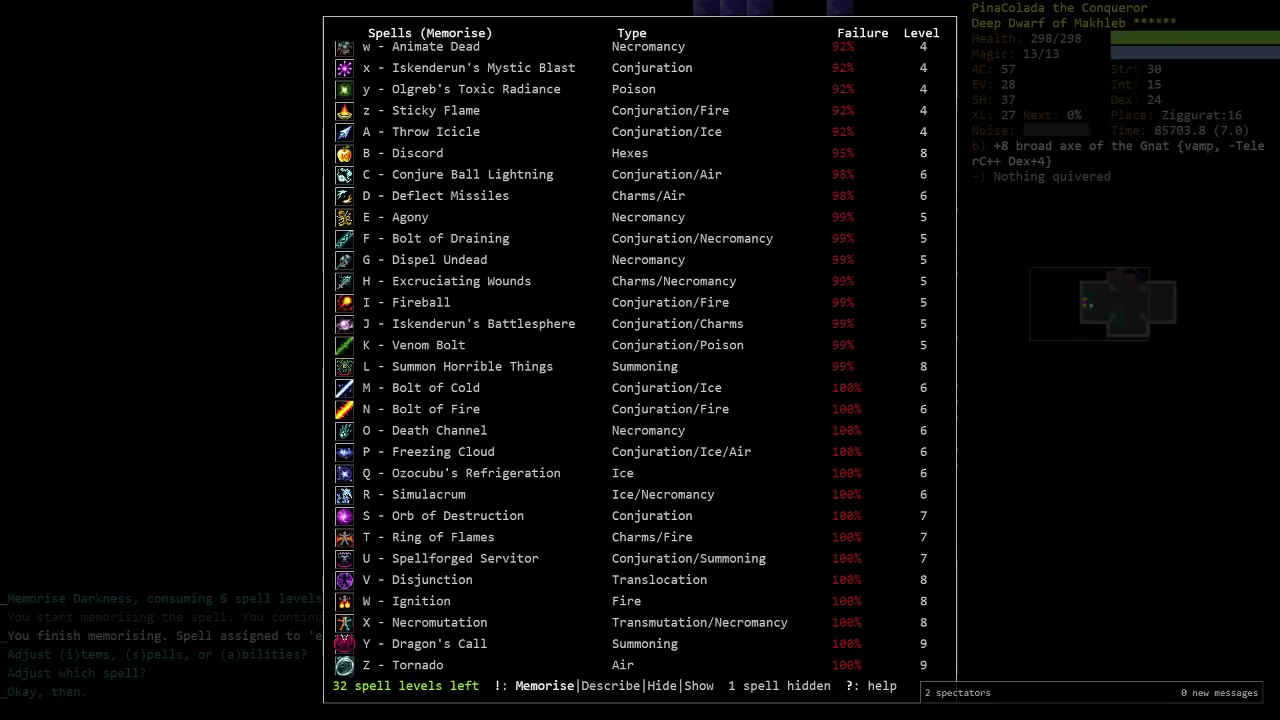 Spells (Memorise) Type Failure Level
w - Animate Dead Necromancy 92% 4
x - Iskenderun's Mystic Blast Conjuration 92% 4
y - Olgreb's Toxic Radiance Poison 92% 4
z - Sticky Flame Conjuration/Fire 92% 4
A - Throw Icicle Conjuration/Ice 92% 4
B - Discord Hexes 95% 8
C - Conjure Ball Lightning Conjuration/Air 98% 6
D - Deflect Missiles Charms/Air 98% 6
E - Agony Necromancy 99% 5
F - Bolt of Draining Conjuration/Necromancy 99% 5
G - Dispel Undead Necromancy 99% 5
H - Excruciating Wounds Charms/Necromancy 99% 5
I - Fireball Conjuration/Fire 99% 5
J - Iskenderun's Battlesphere Conjuration/Charms 99% 5
K - Venom Bolt Conjuration/Poison 99% 5
L - Summon Horrible Things Summoning 99% 8
M - Bolt of Cold Conjuration/Ice 100% 6
N - Bolt of Fire Conjuration/Fire 100% 6
O - Death Channel Necromancy 100% 6
P - Freezing Cloud Conjuration/Ice/Air 100% 6
Q - Ozocubu's Refrigeration Ice 100% 6
R - Simulacrum Ice/Necromancy 100% 6
S - Orb of Destruction Conjuration 100% 7
T - Ring of Flames Charms/Fire 100% 7
U - Spellforged Servitor Conjuration/Summoning 100% 7
V - Disjunction Translocation 100% 8
W - Ignition Fire 100% 8
X - Necromutation Transmutation/Necromancy 100% 8
Y - Dragon's Call Summoning 100% 9
Z - Tornado Air 100% 9
32 spell levels left !: Memorise|Describe|Hide|Show 1 spell hidden ?: help
PinaColada the Conqueror
Deep Dwarf of Makhleb ******
Health: 298/298
Magic: 13/13
AC: 57 Str: 30
EV: 28 Int: 15
SH: 37 Dex: 24
XL: 27 Next: 0% Place: Ziggurat:16
Noise: Time: 85703.8 (7.0)
b) +8 broad axe of the Gnat {vamp, -Tele
rC++ Dex+4}
-) Nothing quivered
_Memorise Darkness, consuming 6 spell levels
You start memorising the spell. You continu
_You finish memorising. Spell assigned to 'e
Adjust (i)tems, (s)pells, or (a)bilities?
Adjust which spell?
_Okay, then.
2 spectators 0 new messages